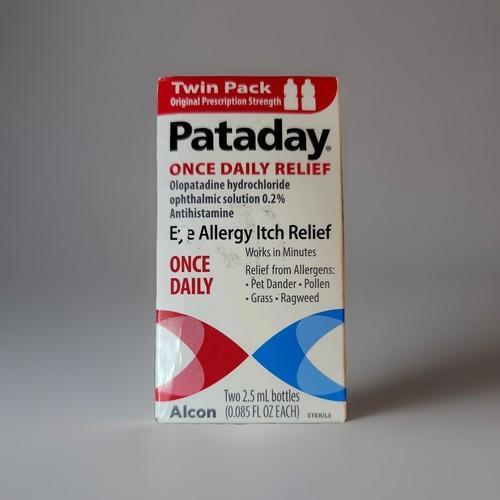 Twin Pack
Original Prescription Strength
Pataday®
ONCE DAILY RELIEF
Olopatadine hydrochloride
ophthalmic solution 0.2%
Antihistamine
Eye Allergy Itch Relief
Works in Minutes
ONCE
DAILY
Relief from Allergens:
• Pet Dander • Pollen
• Grass • Ragweed
Two 2.5 mL bottles
(0.085 FL OZ EACH)
Alcon
STERILE